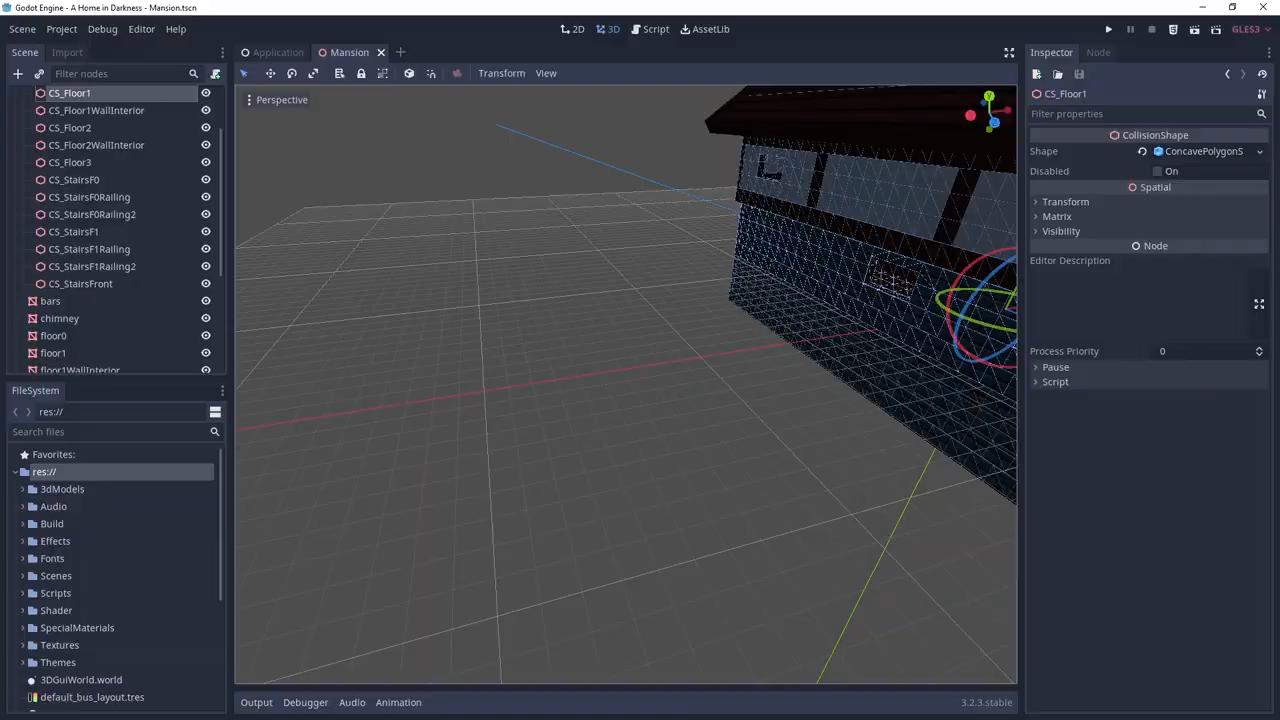 Godot Engine - A Home in Darkness - Mansion.tscn
Scene Project Debug Editor Help
2D 3D Script AssetLib
GLES3
Scene Import
Filter nodes
CS_Floor1
CS_Floor1WallInterior
CS_Floor2
CS_Floor2WallInterior
CS_Floor3
CS_StairsF0
CS_StairsF0Railing
CS_StairsF0Railing2
CS_StairsF1
CS_StairsF1Railing
CS_StairsF1Railing2
CS_StairsFront
bars
chimney
floor0
floor1
floor1WallInterior
FileSystem
res://
Search files
Favorites:
res://
3dModels
Audio
Build
Effects
Fonts
Scenes
Scripts
Shader
SpecialMaterials
Textures
Themes
3DGuiWorld.world
default_bus_layout.tres
Application Mansion
Transform View
Perspective
Y
Z
Output Debugger Audio Animation
3.2.3.stable
Inspector Node
CS_Floor1
Filter properties
CollisionShape
Shape ConcavePolygonS
Disabled On
Spatial
Transform
Matrix
Visibility
Node
Editor Description
Process Priority 0
Pause
Script